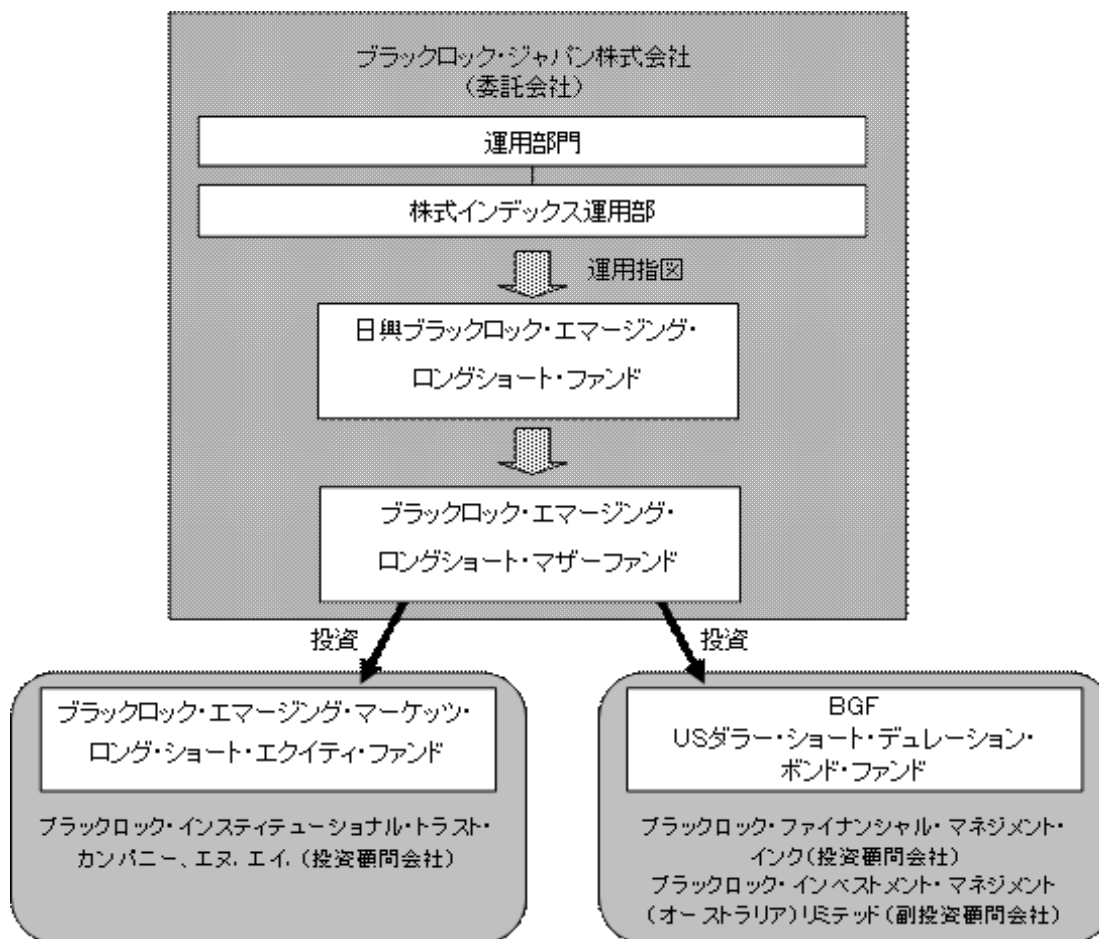 ブラックロック・ジャパン株式会社
（委託会社）
運用部門
株式インデックス運用部
運用指図
日興ブラックロック・エマージング・
ロングショート・ファンド
ブラックロック・エマージング・
ロングショート・マザーファンド
投資
投資
ブラックロック・エマージング・マーケッツ・
ロング・ショート・エクイティ・ファンド
ブラックロック・インスティテューショナル・トラスト・
カンパニー、エヌ．エイ．（投資顧問会社）
BGF
USダラー・ショート・デュレーション・
ボンド・ファンド
ブラックロック・ファイナンシャル・マネジメント・
インク（投資顧問会社）
ブラックロック・インベストメント・マネジメント
（オーストラリア）リミテッド（副投資顧問会社）